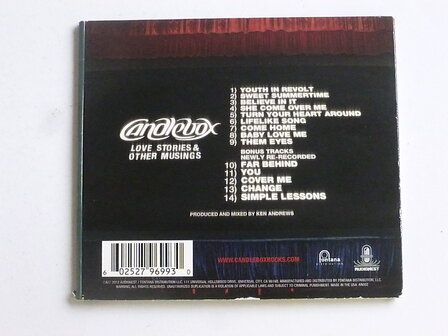 Candlebox
LOVE STORIES &
OTHER MUSINGS
1) YOUTH IN REVOLT
2) SWEET SUMMERTIME
3) BELIEVE IN IT
4) SHE COME OVER ME
5) TURN YOUR HEART AROUND
6) LIFELIKE SONG
7) COME HOME
8) BABY LOVE ME
9) THEM EYES
BONUS TRACKS
NEWLY RE-RECORDED
10) FAR BEHIND
11) YOU
12) COVER ME
13) CHANGE
14) SIMPLE LESSONS
PRODUCED AND MIXED BY KEN ANDREWS
6 02527 96993 0
WWW.CANDLEBOXROCKS.COM
fontana
DISTRIBUTION
AUDIONEST